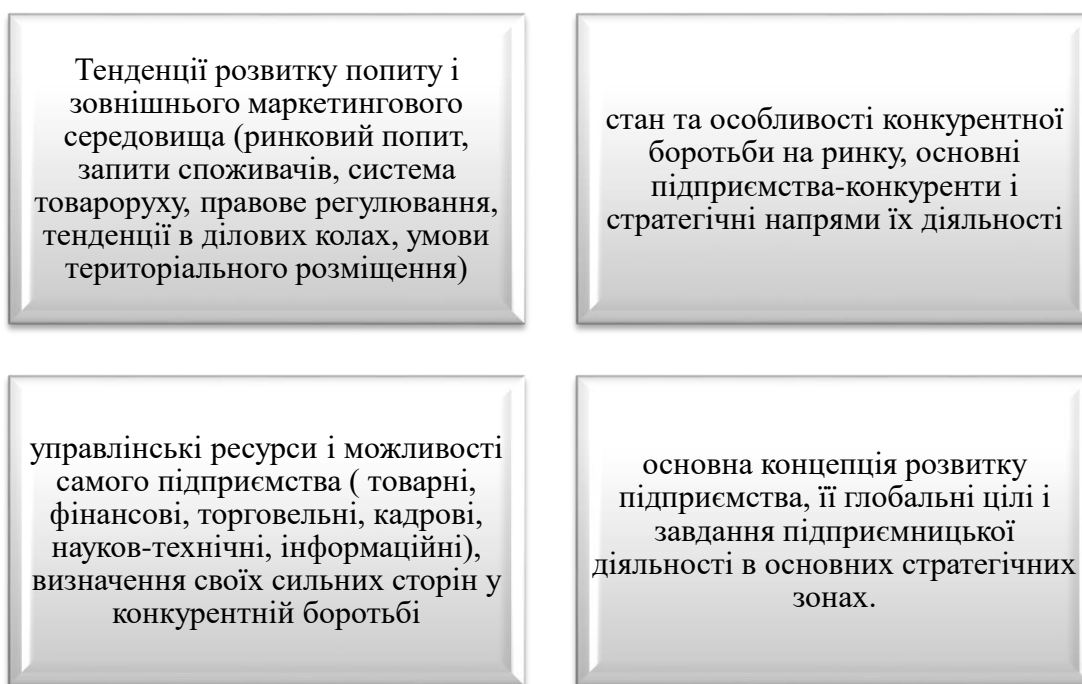 Тенденції розвитку попиту і
зовнішнього маркетингового
середовища (ринковий попит,
запити споживачів, система
товароруху, правове регулювання,
тенденції в ділових колах, умови
територіального розміщення)
стан та особливості конкурентної
боротьби на ринку, основні
підприємства-конкуренти і
стратегічні напрями їх діяльності
управлінські ресурси і можливості
самого підприємства ( товарні,
фінансові, торговельні, кадрові,
науков-технічні, інформаційні),
визначення своїх сильних сторін у
конкурентній боротьбі
основна концепція розвитку
підприємства, її глобальні цілі і
завдання підприємницької
діяльності в основних стратегічних
зонах.